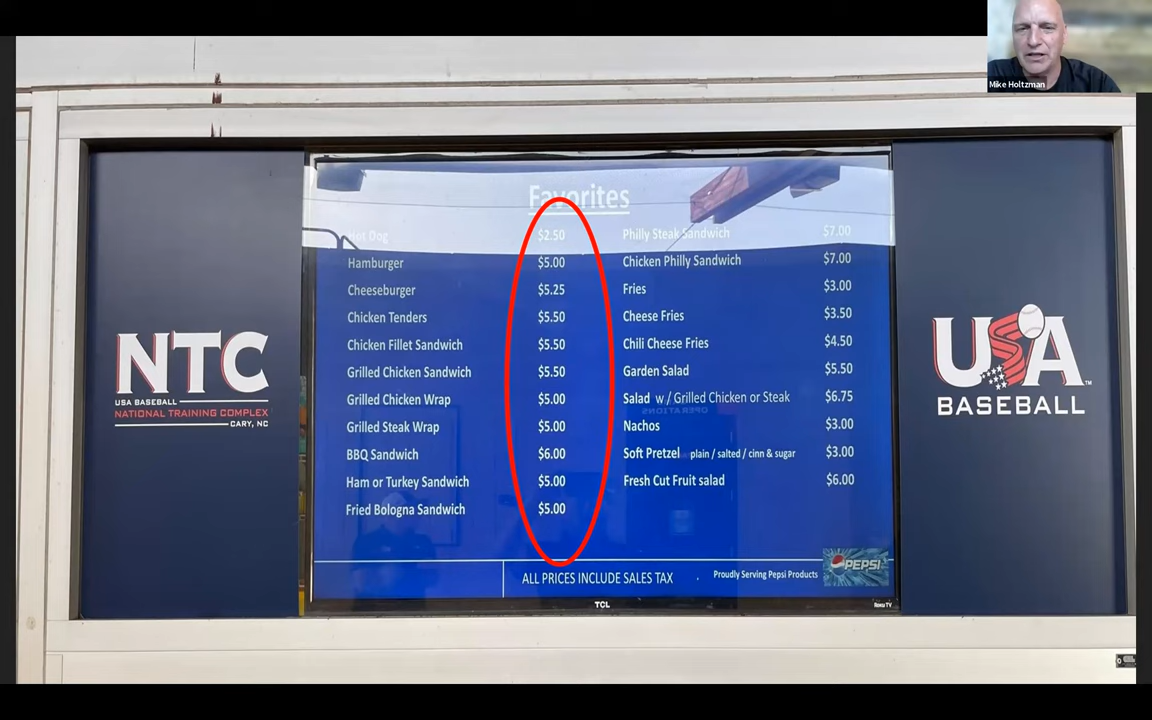 Mike Holtzman
Favorites
Hot Dog $2.50
Hamburger $5.00
Cheeseburger $5.25
Chicken Tenders $5.50
Chicken Fillet Sandwich $5.50
Grilled Chicken Sandwich $5.50
Grilled Chicken Wrap $5.00
Grilled Steak Wrap $5.00
BBQ Sandwich $6.00
Ham or Turkey Sandwich $5.00
Fried Bologna Sandwich $5.00
Philly Steak Sandwich $7.00
Chicken Philly Sandwich $7.00
Fries $3.00
Cheese Fries $3.50
Chili Cheese Fries $4.50
Garden Salad $5.50
Salad w / Grilled Chicken or Steak $6.75
OPERATIONS
Nachos $3.00
Soft Pretzel plain / salted / cinn & sugar $3.00
Fresh Cut Fruit salad $6.00
ALL PRICES INCLUDE SALES TAX
Proudly Serving Pepsi Products
PEPSI
TCL
Roku TV
NTC
USA BASEBALL
NATIONAL TRAINING COMPLEX
CARY, NC
USA
BASEBALL